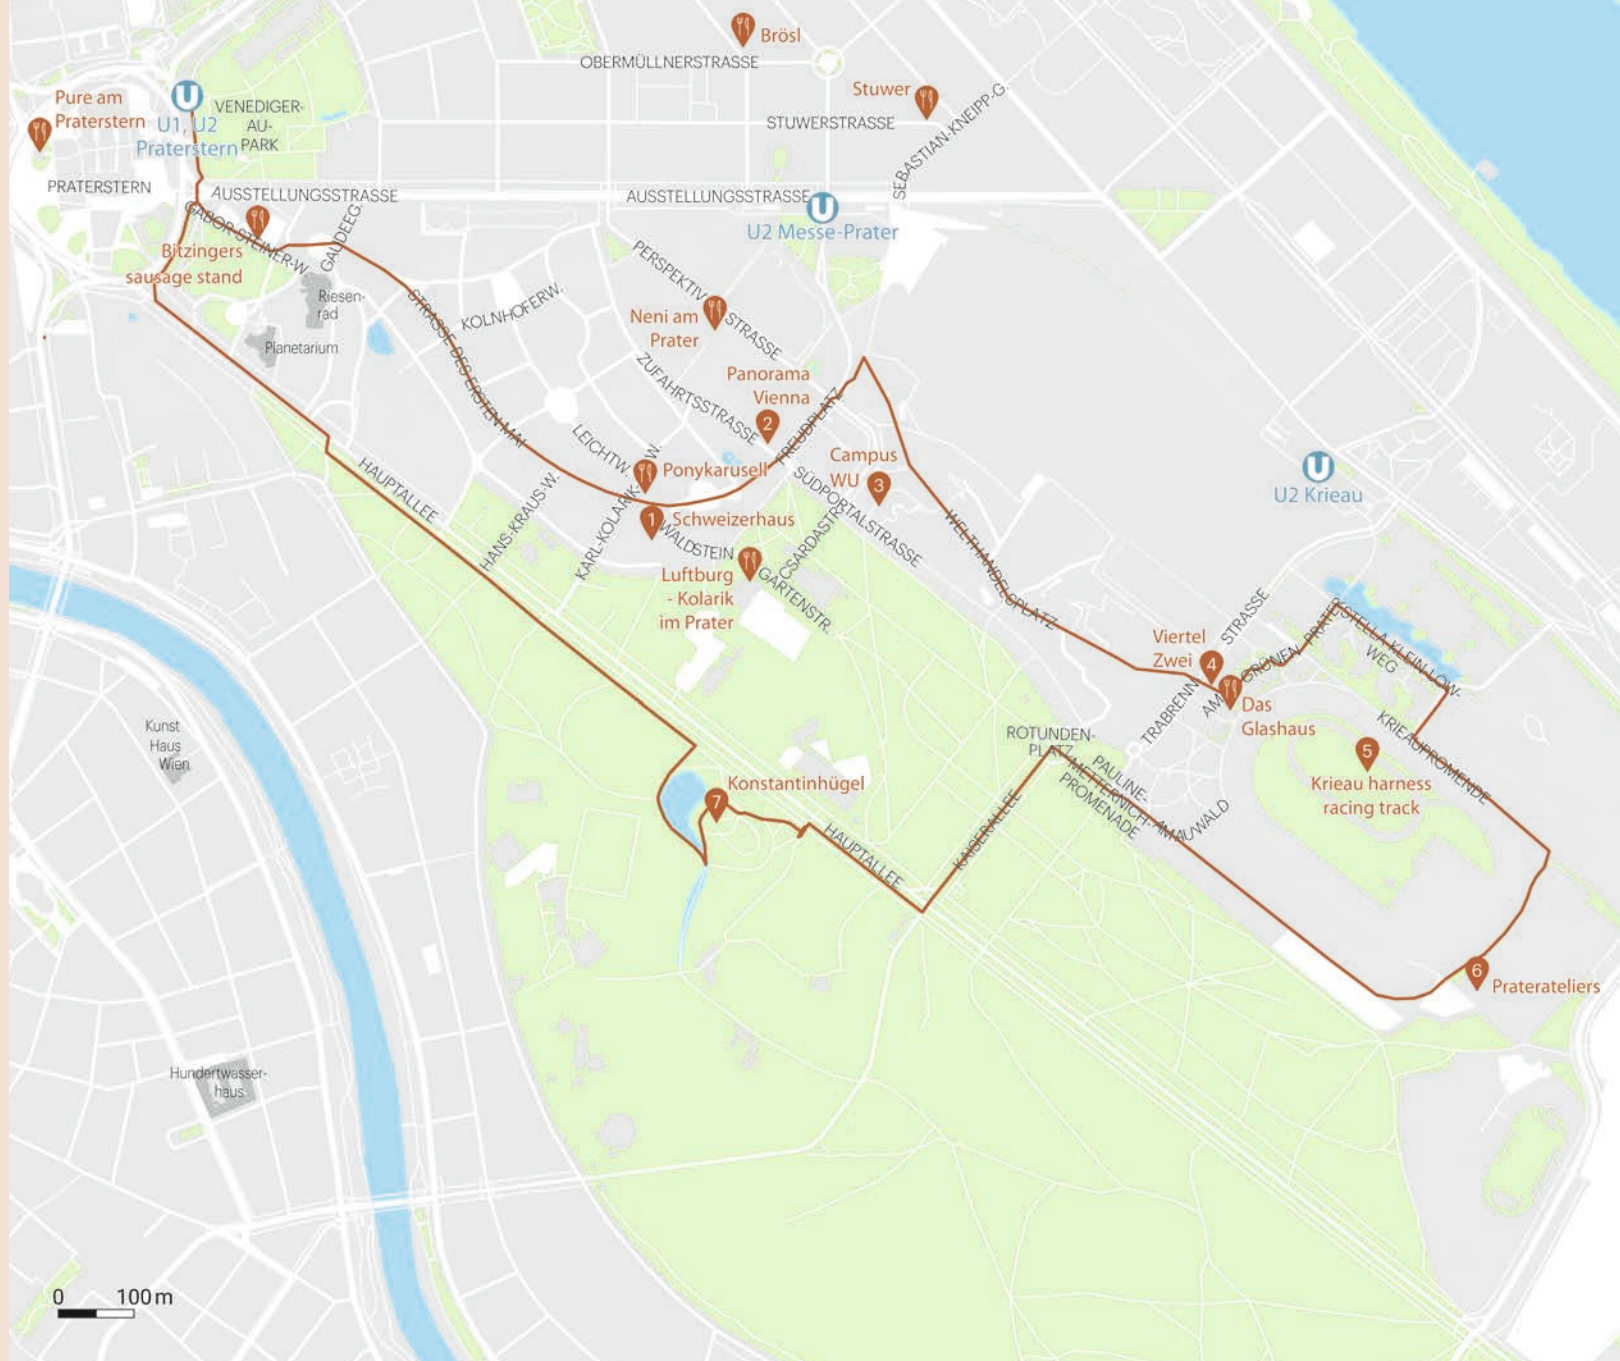 Brösl
OBERMÜLLNERSTRASSE
Stuwer
Pure am
Praterstern
U
U1, U2
Praterstern
VENEDIGER-
AU-
PARK
STUWERSTRASSE
SEBASTIAN-KNEIPP-G.
PRATERSTERN
AUSSTELLUNGSSTRASSE
AUSSTELLUNGSSTRASSE
U
U2 Messe-Prater
GABOR-STEINER-W
GAUDEEG.
Bitzingers
sausage stand
Riesen-
rad
Planetarium
STRASSE DES ERSTEN MAI
KOLNHOFERW.
PERSPEKTIVSTRASSE
Neni am
Prater
ZUFAHRTSSTRASSE
Panorama
Vienna
2
FREUDPLATZ
LEICHTW.
Ponykarusell
Campus
WU
3
SÜDPORTALSTRASSE
U
U2 Krieau
HAUPTALLEE
HANS-KRAUS-W.
KARL-KOLARIK-W.
1
Schweizerhaus
WALDSTEIN
GARTENSTR.
CSARDASTR.
Luftburg
- Kolarik
im Prater
WELTHANDELSPLATZ
Viertel
Zwei
4
TRABRENN
STRASSE
AM GRÜNEN PRATER
STELLA-KLEIN-LÖW-
WEG
Das
Glashaus
KRIEAUPROMENDE
5
Krieau harness
racing track
ROTUNDEN-
PLATZ
PAULINE-
METTERNICH-
PROMENADE
AMAUWALD
Kunst
Haus
Wien
7
Konstantinhügel
HAUPTALLEE
KAISERALLEE
6
Praterateliers
Hundertwasser-
haus
0 100 m